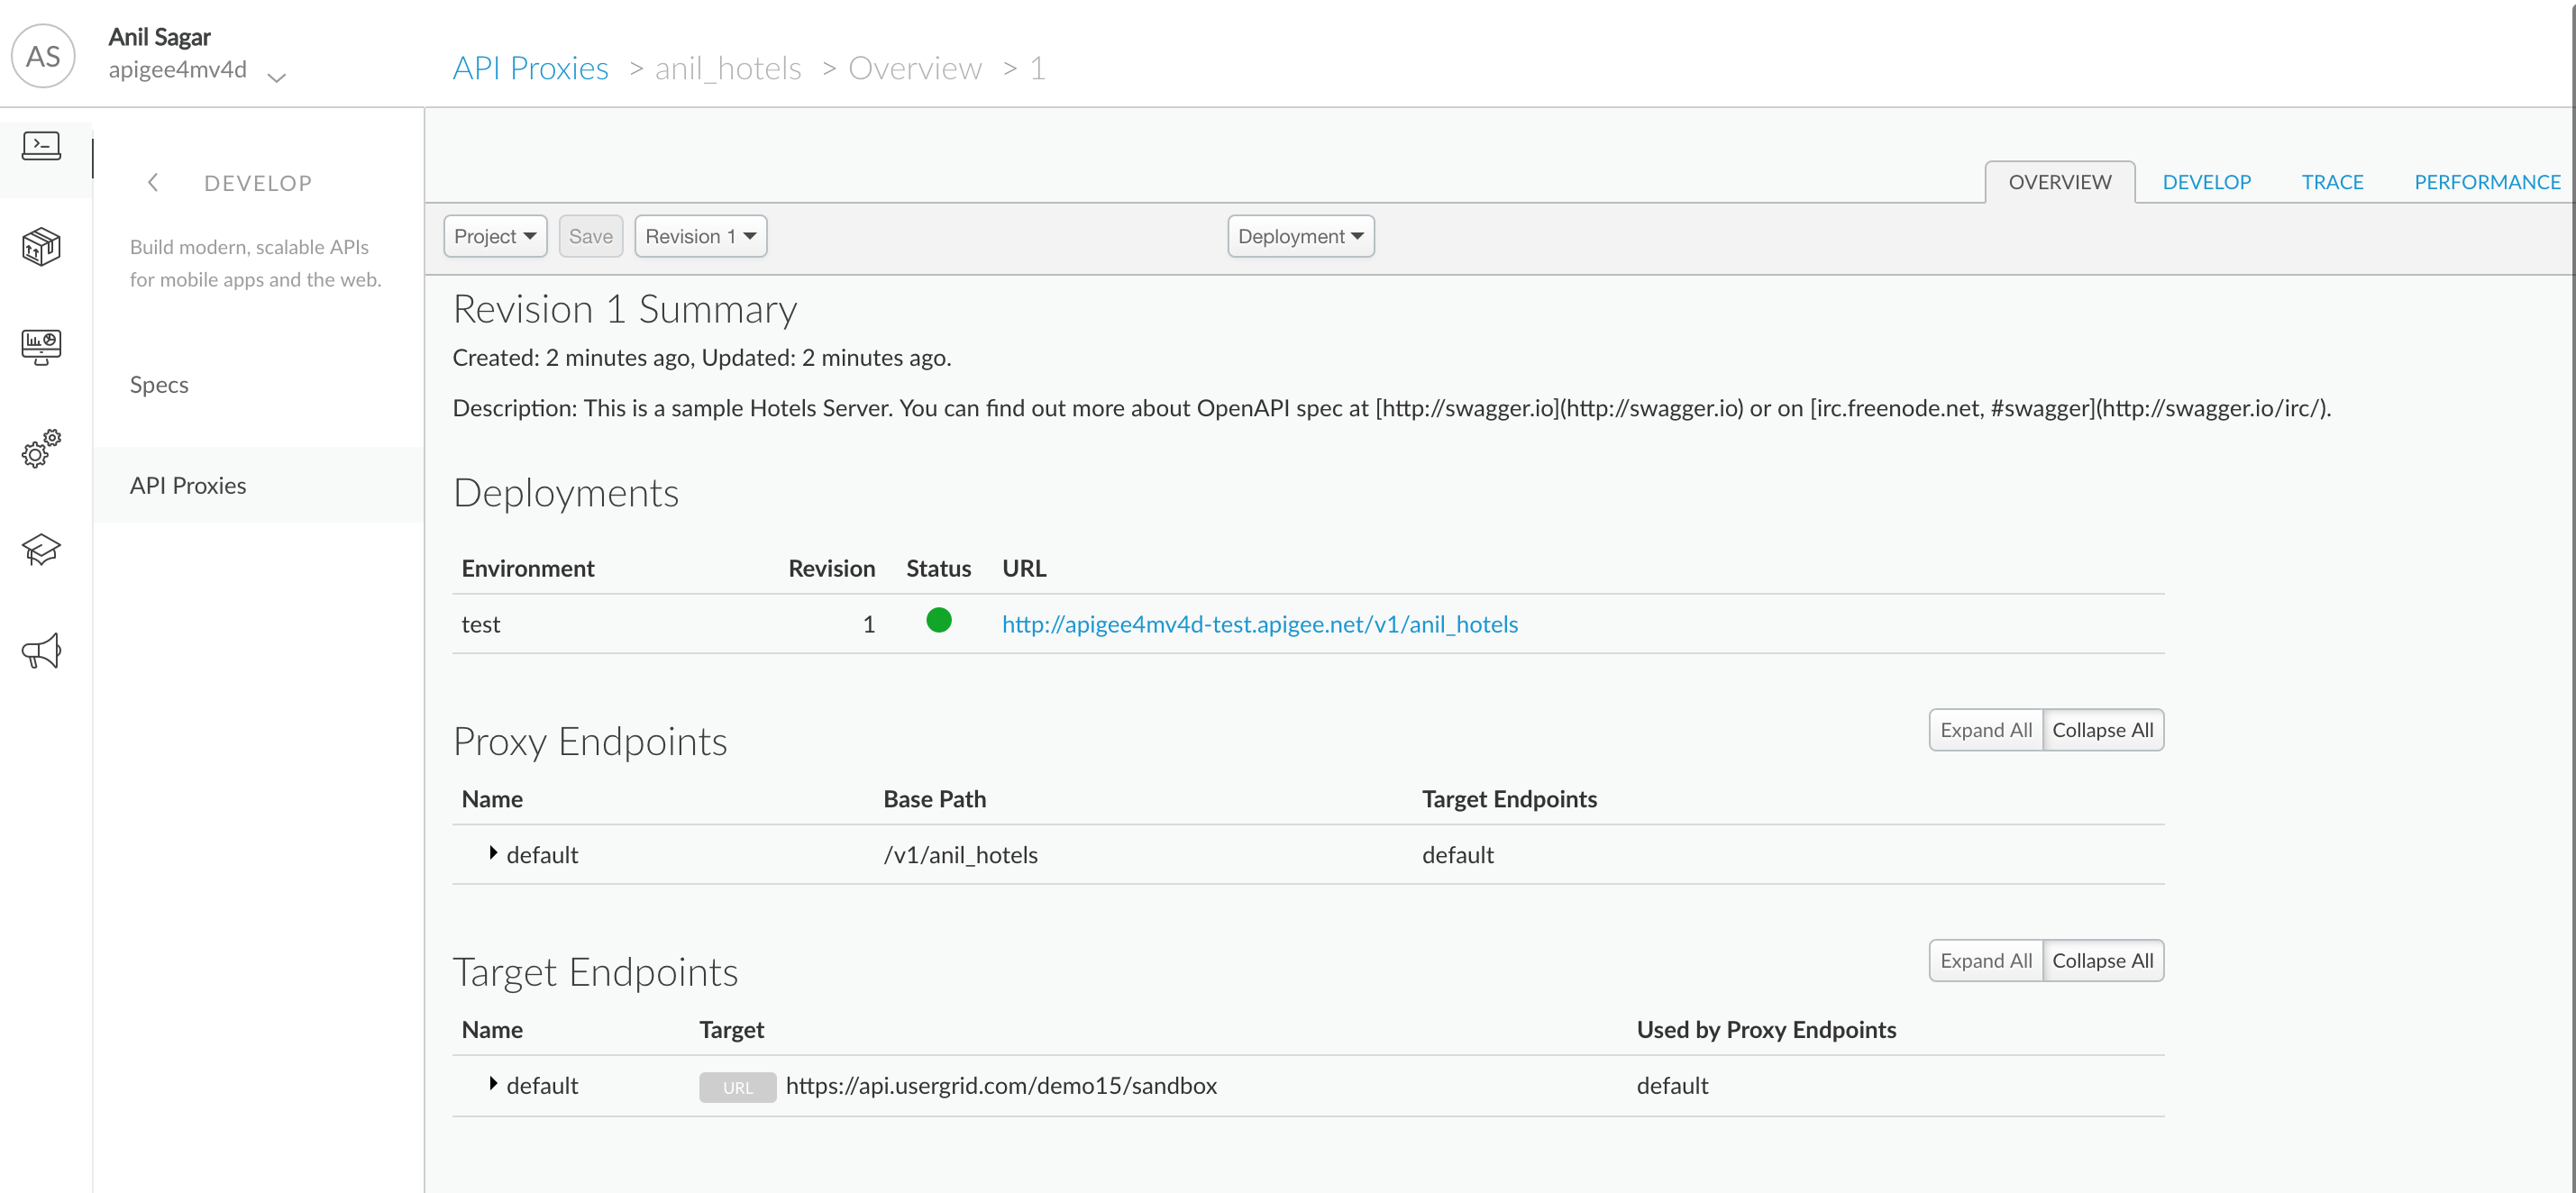 AS
Anil Sagar
apigee4mv4d
API Proxies > anil_hotels > Overview > 1
DEVELOP
Build modern, scalable APIs
for mobile apps and the web.
Specs
API Proxies
OVERVIEW DEVELOP TRACE PERFORMANCE
Project Save Revision 1 Deployment
Revision 1 Summary
Created: 2 minutes ago, Updated: 2 minutes ago.
Description: This is a sample Hotels Server. You can find out more about OpenAPI spec at [http://swagger.io](http://swagger.io) or on [irc.freenode.net, #swagger](http://swagger.io/irc/).
Deployments
Environment Revision Status URL
test 1 http://apigee4mv4d-test.apigee.net/v1/anil_hotels
Proxy Endpoints
Expand All Collapse All
Name Base Path Target Endpoints
default /v1/anil_hotels default
Target Endpoints
Expand All Collapse All
Name Target Used by Proxy Endpoints
default URL https://api.usergrid.com/demo15/sandbox default